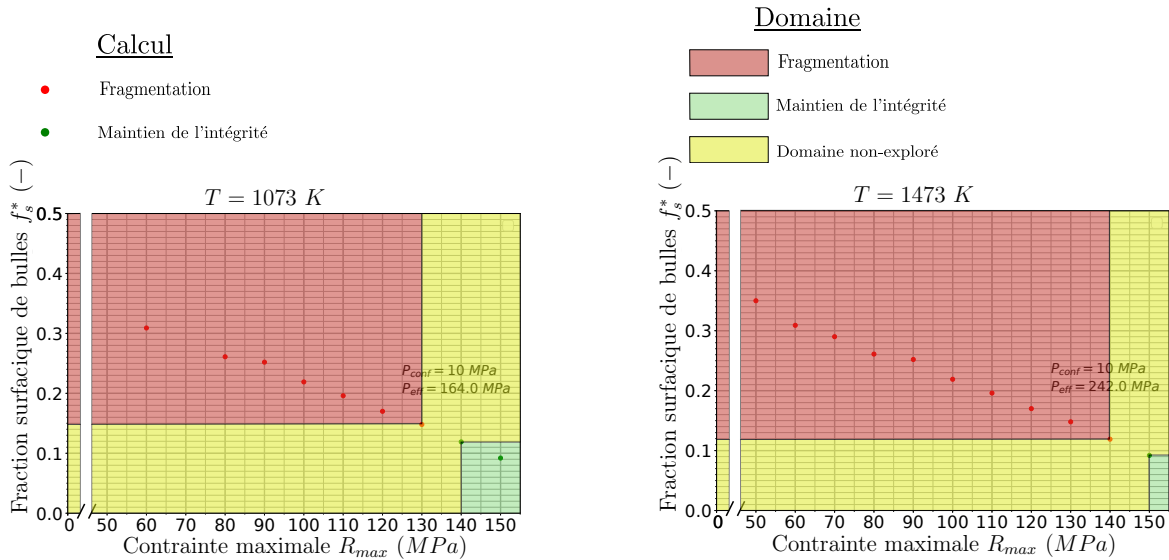 Calcul
Fragmentation
Maintien de l'intégrité
Domaine
Fragmentation
Maintien de l'intégrité
Domaine non-exploré
T = 1073 K
Fraction surfacique de bulles f_s^* (−)
0.5
0.4
0.3
0.2
0.1
0.0
P_conf = 10 MPa
P_eff = 164.0 MPa
0 50 60 70 80 90 100 110 120 130 140 150
Contrainte maximale R_max (MPa)
T = 1473 K
Fraction surfacique de bulles f_s^* (−)
0.5
0.4
0.3
0.2
0.1
0.0
P_conf = 10 MPa
P_eff = 242.0 MPa
0 50 60 70 80 90 100 110 120 130 140 150
Contrainte maximale R_max (MPa)